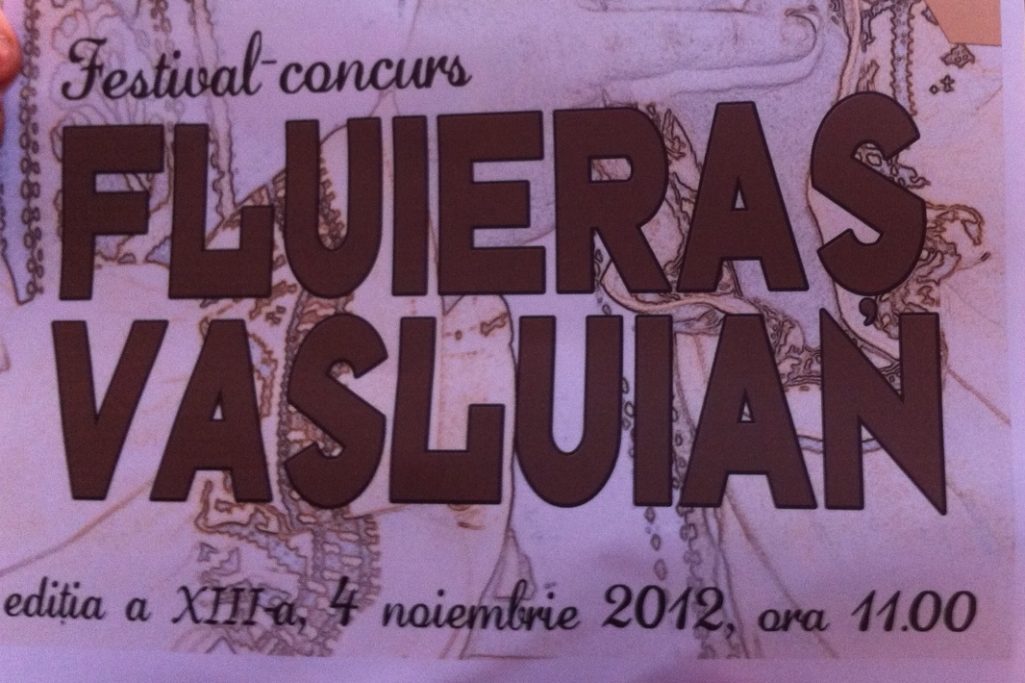 Festival-concurs
FLUIERAȘ
VASLUIAN
ediția a XIII-a, 4 noiembrie 2012, ora 11.00